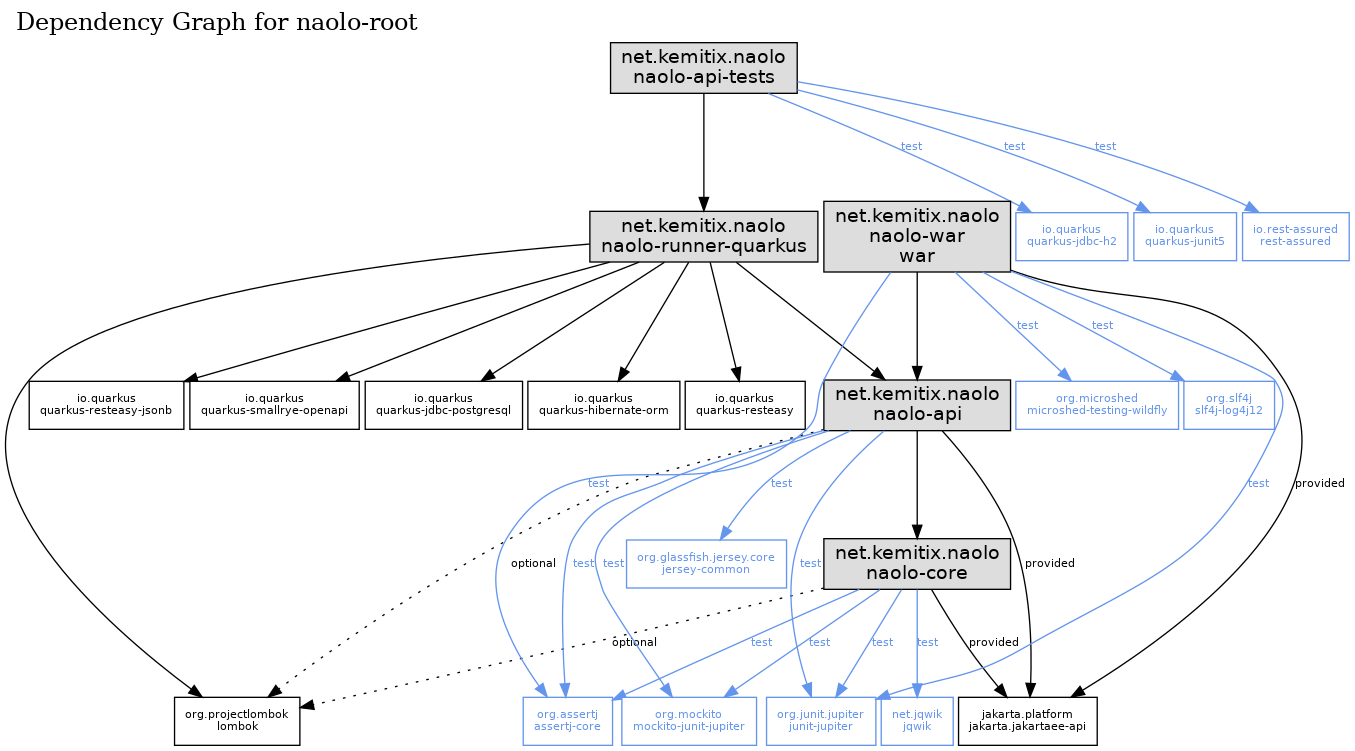 Dependency Graph for naolo-root
net.kemitix.naolo
naolo-api-tests
test
test
test
net.kemitix.naolo
naolo-runner-quarkus
net.kemitix.naolo
naolo-war
war
io.quarkus
quarkus-jdbc-h2
io.quarkus
quarkus-junit5
io.rest-assured
rest-assured
test
test
io.quarkus
quarkus-resteasy-jsonb
io.quarkus
quarkus-smallrye-openapi
io.quarkus
quarkus-jdbc-postgresql
io.quarkus
quarkus-hibernate-orm
io.quarkus
quarkus-resteasy
net.kemitix.naolo
naolo-api
org.microshed
microshed-testing-wildfly
org.slf4j
slf4j-log4j12
test
test
test
provided
optional
test
test
org.glassfish.jersey.core
jersey-common
test
net.kemitix.naolo
naolo-core
provided
optional
test
test
test
test
provided
org.projectlombok
lombok
org.assertj
assertj-core
org.mockito
mockito-junit-jupiter
org.junit.jupiter
junit-jupiter
net.jqwik
jqwik
jakarta.platform
jakarta.jakartaee-api